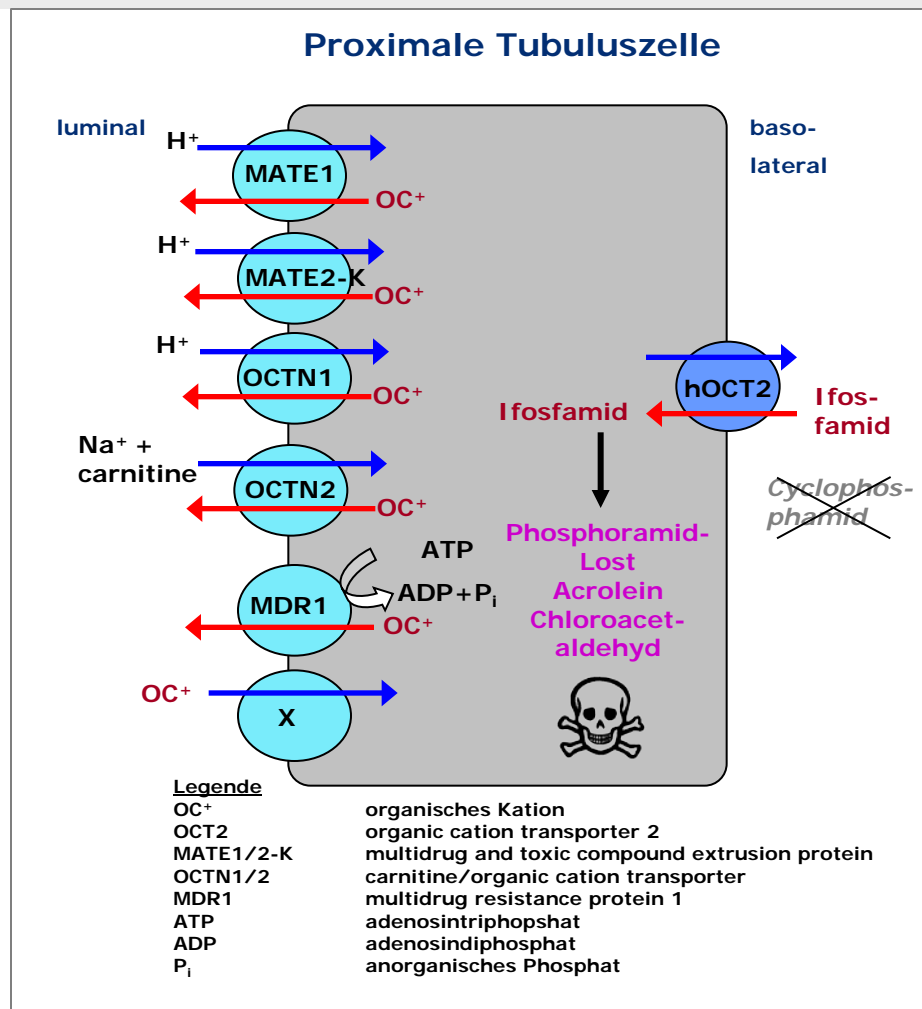 Proximale Tubuluszelle
luminal
baso-
lateral
H⁺
MATE1
OC⁺
H⁺
MATE2-K
OC⁺
H⁺
OCTN1
OC⁺
Na⁺ +
carnitine
OCTN2
OC⁺
ATP
ADP+Pᵢ
MDR1
OC⁺
OC⁺
X
hOCT2
Ifosfamid
Ifos-
famid
Cyclophos-
phamid
Phosphoramid-
Lost
Acrolein
Chloroacet-
aldehyd
Legende
OC⁺ organisches Kation
OCT2 organic cation transporter 2
MATE1/2-K multidrug and toxic compound extrusion protein
OCTN1/2 carnitine/organic cation transporter
MDR1 multidrug resistance protein 1
ATP adenosintriphopshat
ADP adenosindiphosphat
Pᵢ anorganisches Phosphat